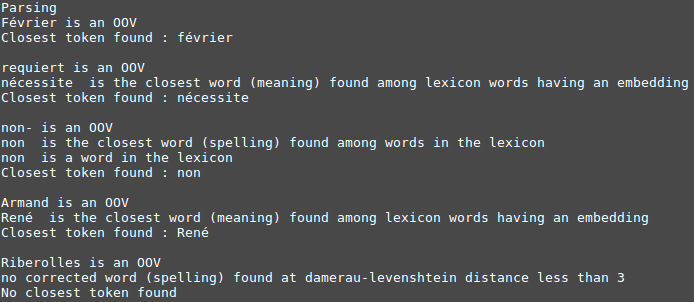 Parsing
Février is an OOV
Closest token found : février
requiert is an OOV
nécessite  is the closest word (meaning) found among lexicon words having an embedding
Closest token found : nécessite
non- is an OOV
non  is the closest word (spelling) found among words in the lexicon
non  is a word in the lexicon
Closest token found : non
Armand is an OOV
René  is the closest word (meaning) found among lexicon words having an embedding
Closest token found : René
Riberolles is an OOV
no corrected word (spelling) found at damerau-levenshtein distance less than 3
No closest token found